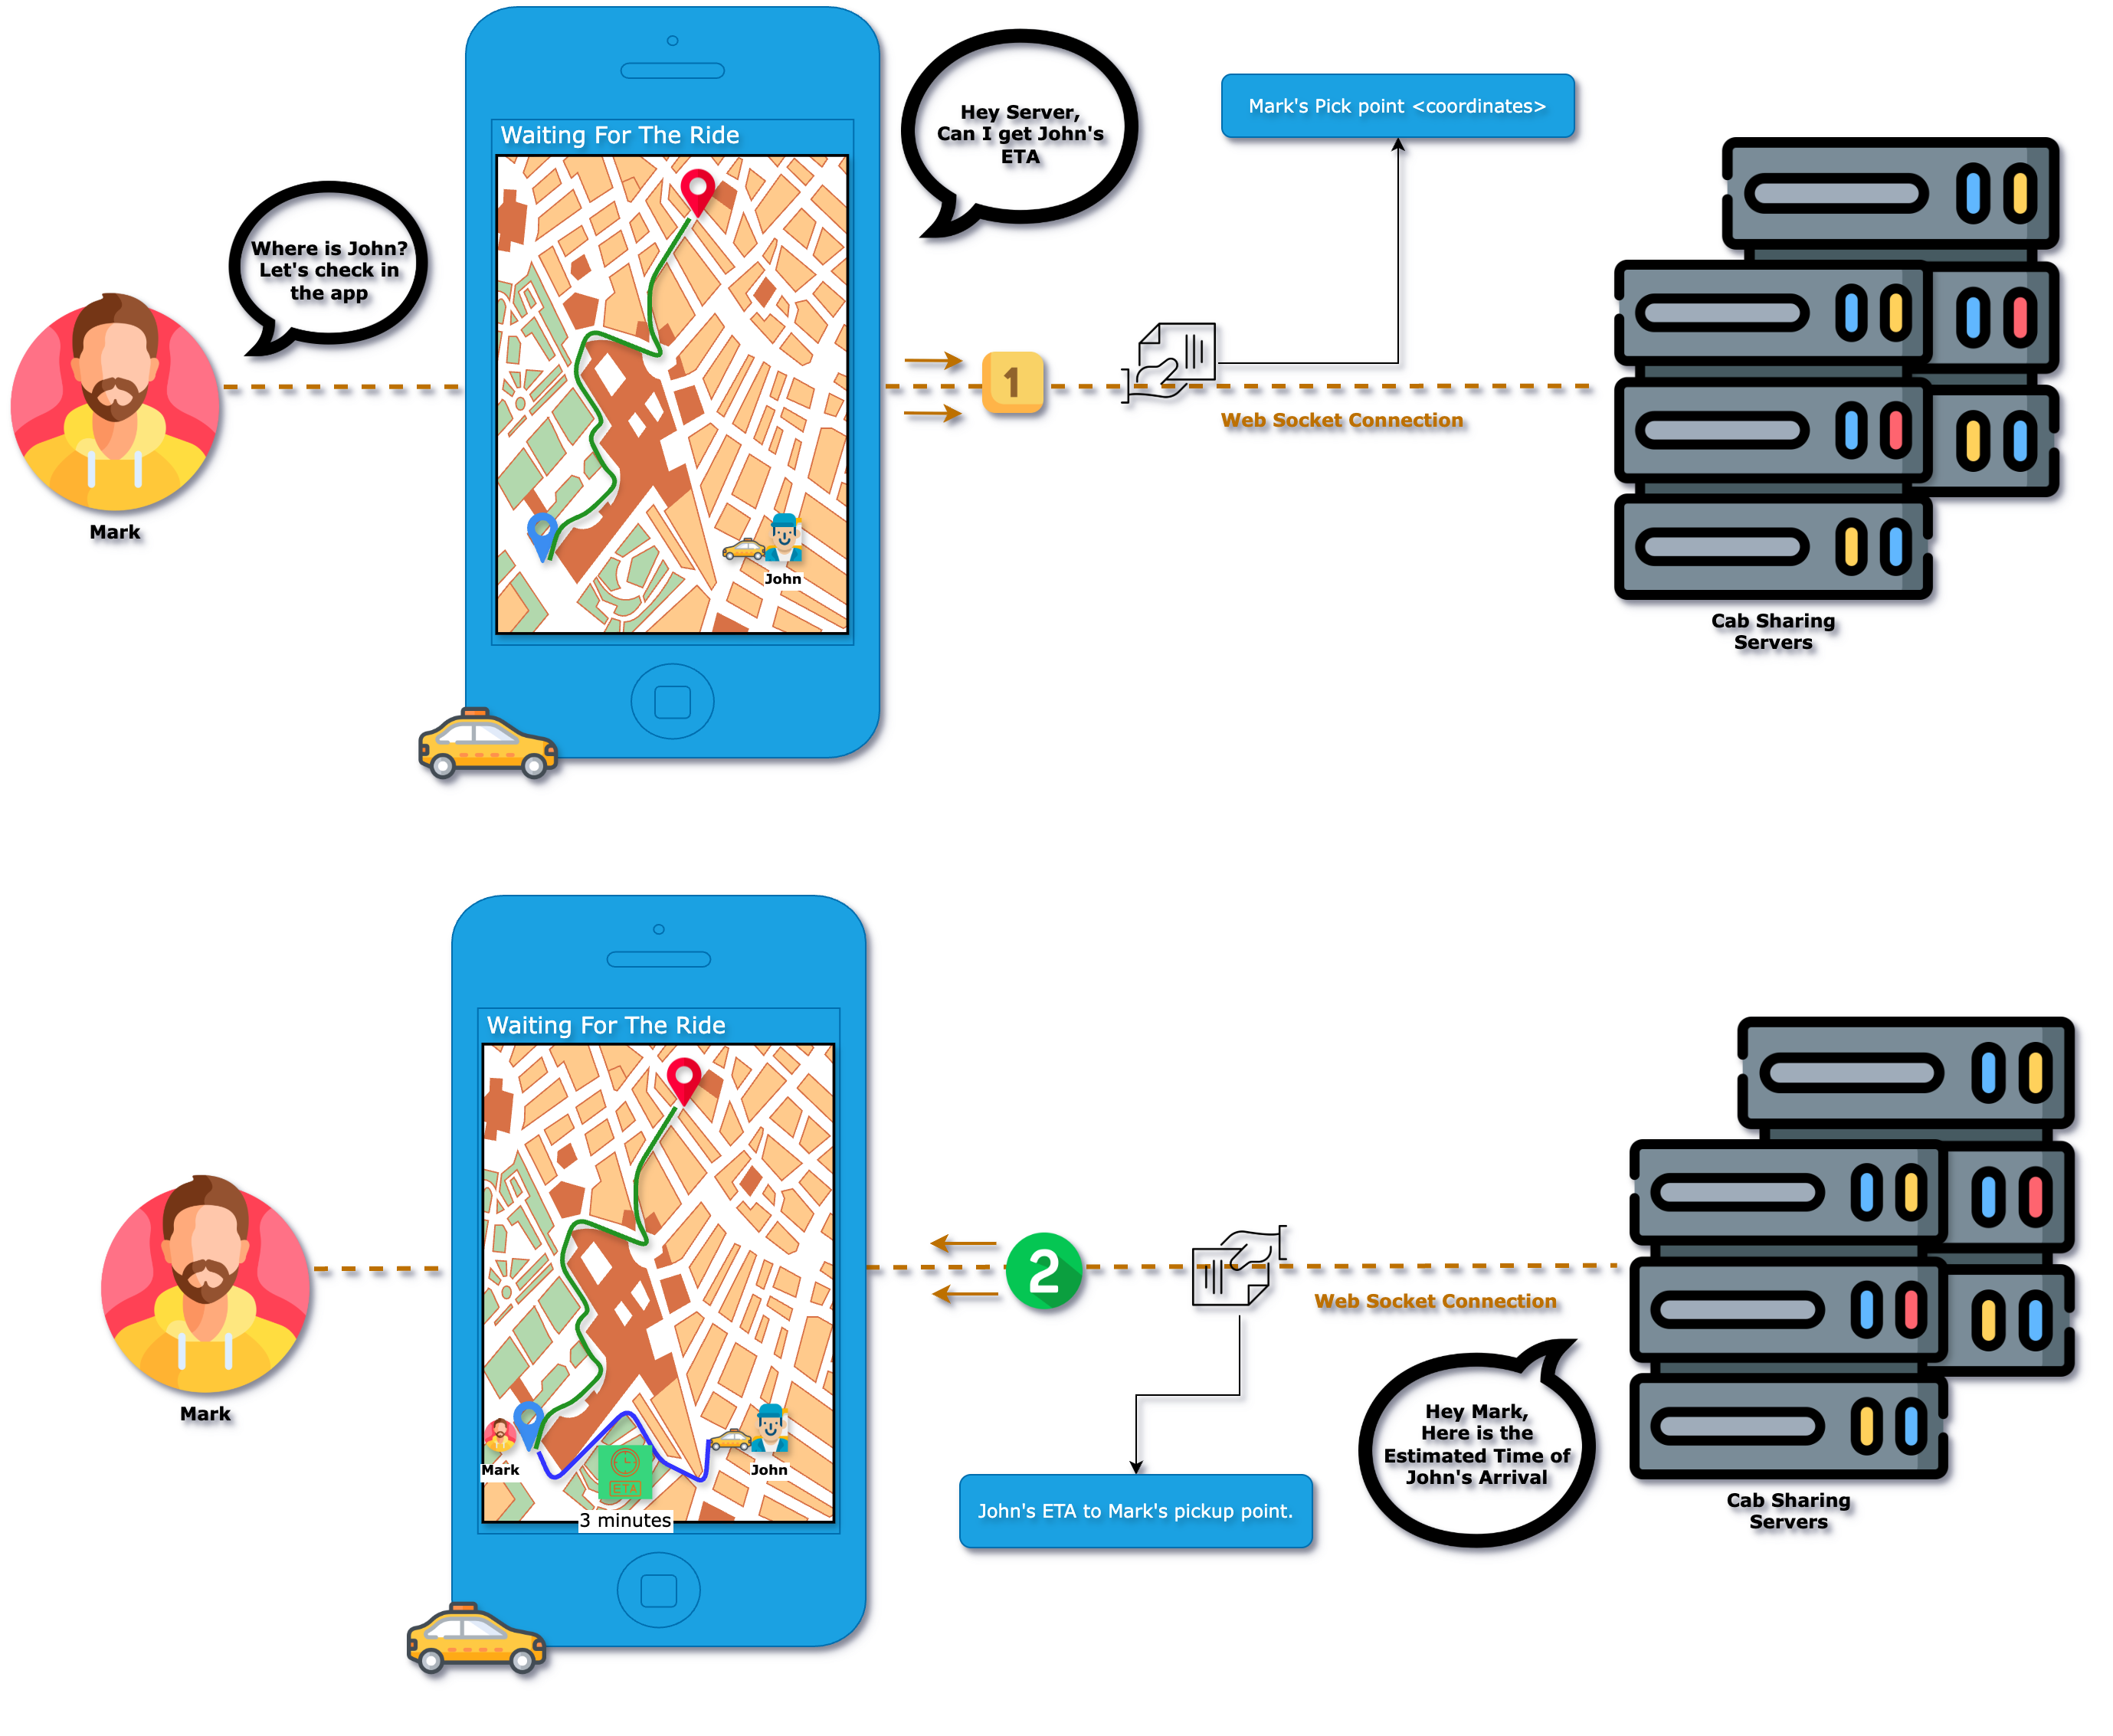 Waiting For The Ride
Hey Server,
Can I get John's
ETA
Mark's Pick point <coordinates>
Where is John?
Let's check in
the app
1
Web Socket Connection
Mark
John
Cab Sharing
Servers
Waiting For The Ride
2
Web Socket Connection
Mark
Mark
John
ETA
3 minutes
John's ETA to Mark's pickup point.
Hey Mark,
Here is the
Estimated Time of
John's Arrival
Cab Sharing
Servers